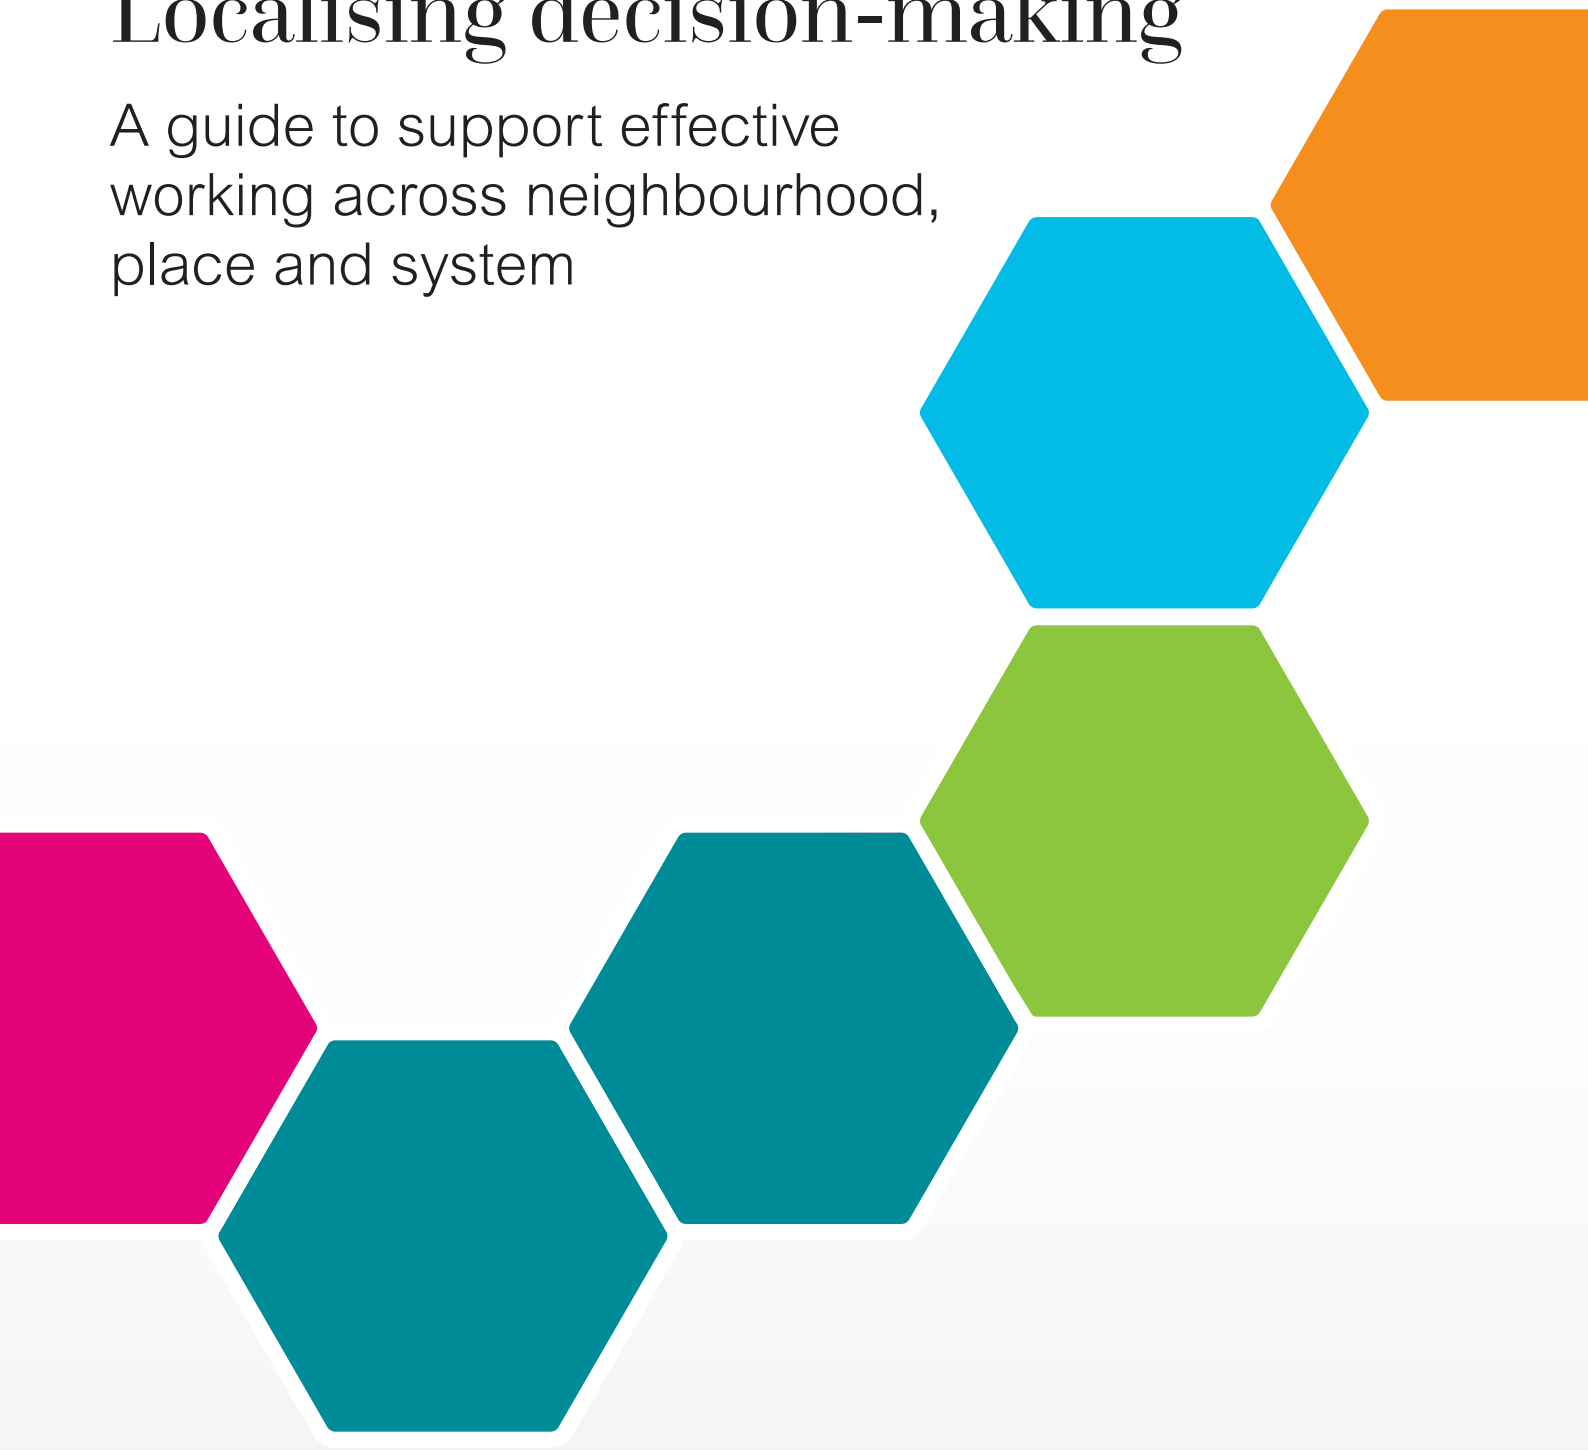 Localising decision-making
A guide to support effective
working across neighbourhood,
place and system